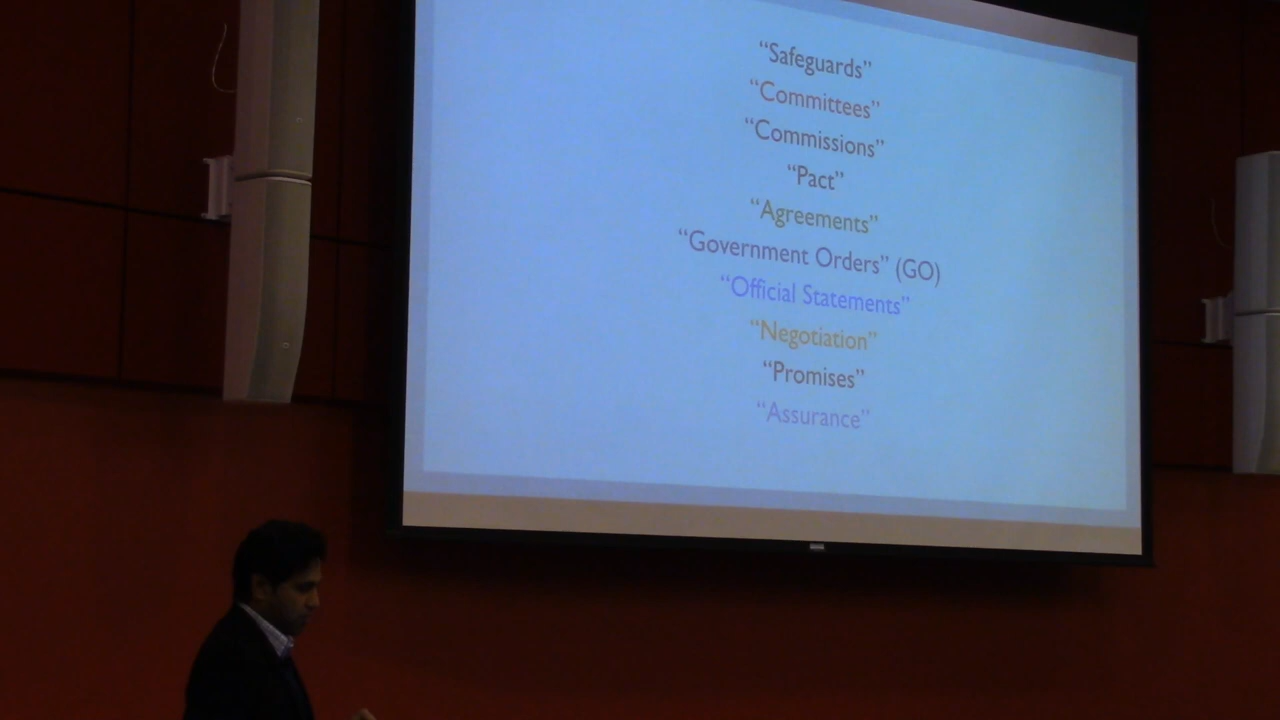 “Safeguards”
“Committees”
“Commissions”
“Pact”
“Agreements”
“Government Orders” (GO)
“Official Statements”
“Negotiation”
“Promises”
“Assurance”